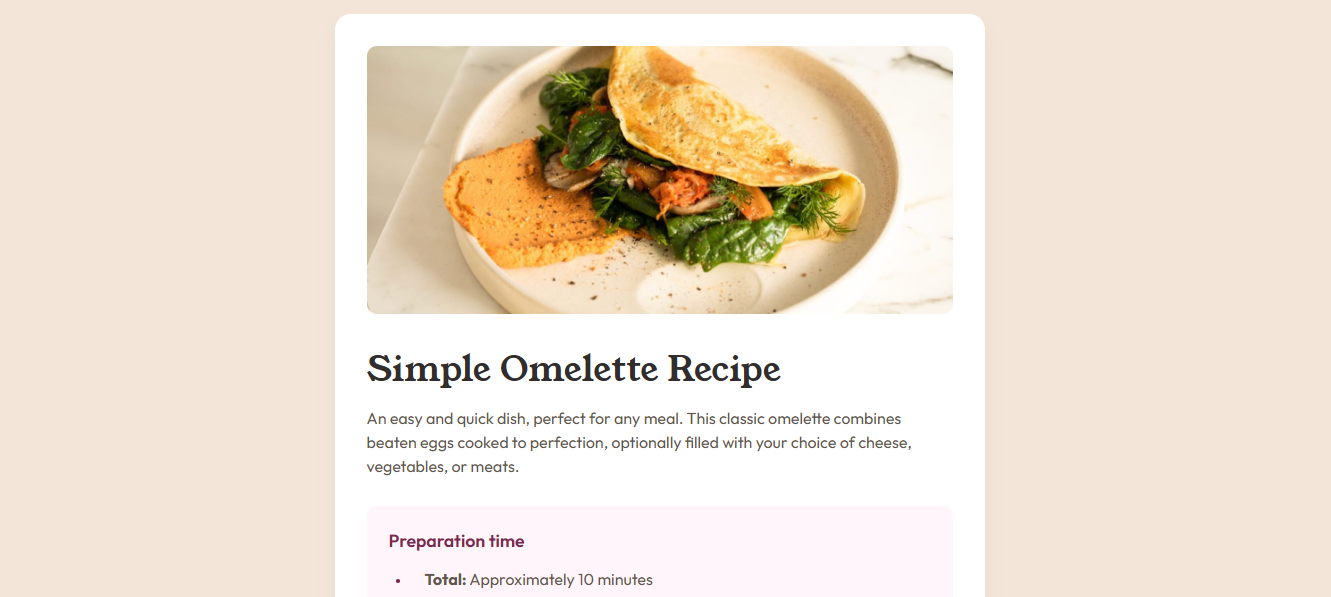 Simple Omelette Recipe
An easy and quick dish, perfect for any meal. This classic omelette combines
beaten eggs cooked to perfection, optionally filled with your choice of cheese,
vegetables, or meats.
Preparation time
• Total: Approximately 10 minutes